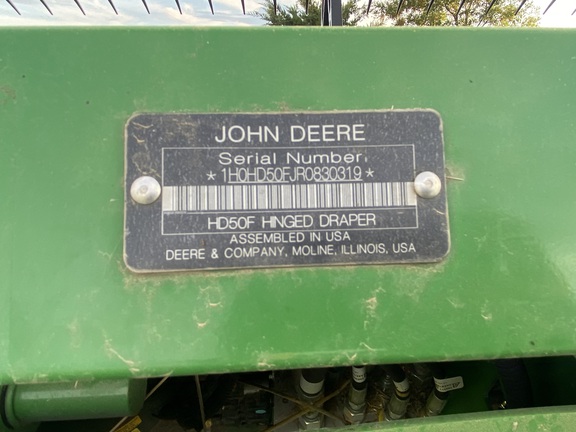 JOHN DEERE
Serial Number
*1H0HD50FJR0830319*
HD50F HINGED DRAPER
ASSEMBLED IN USA
DEERE & COMPANY, MOLINE, ILLINOIS, USA